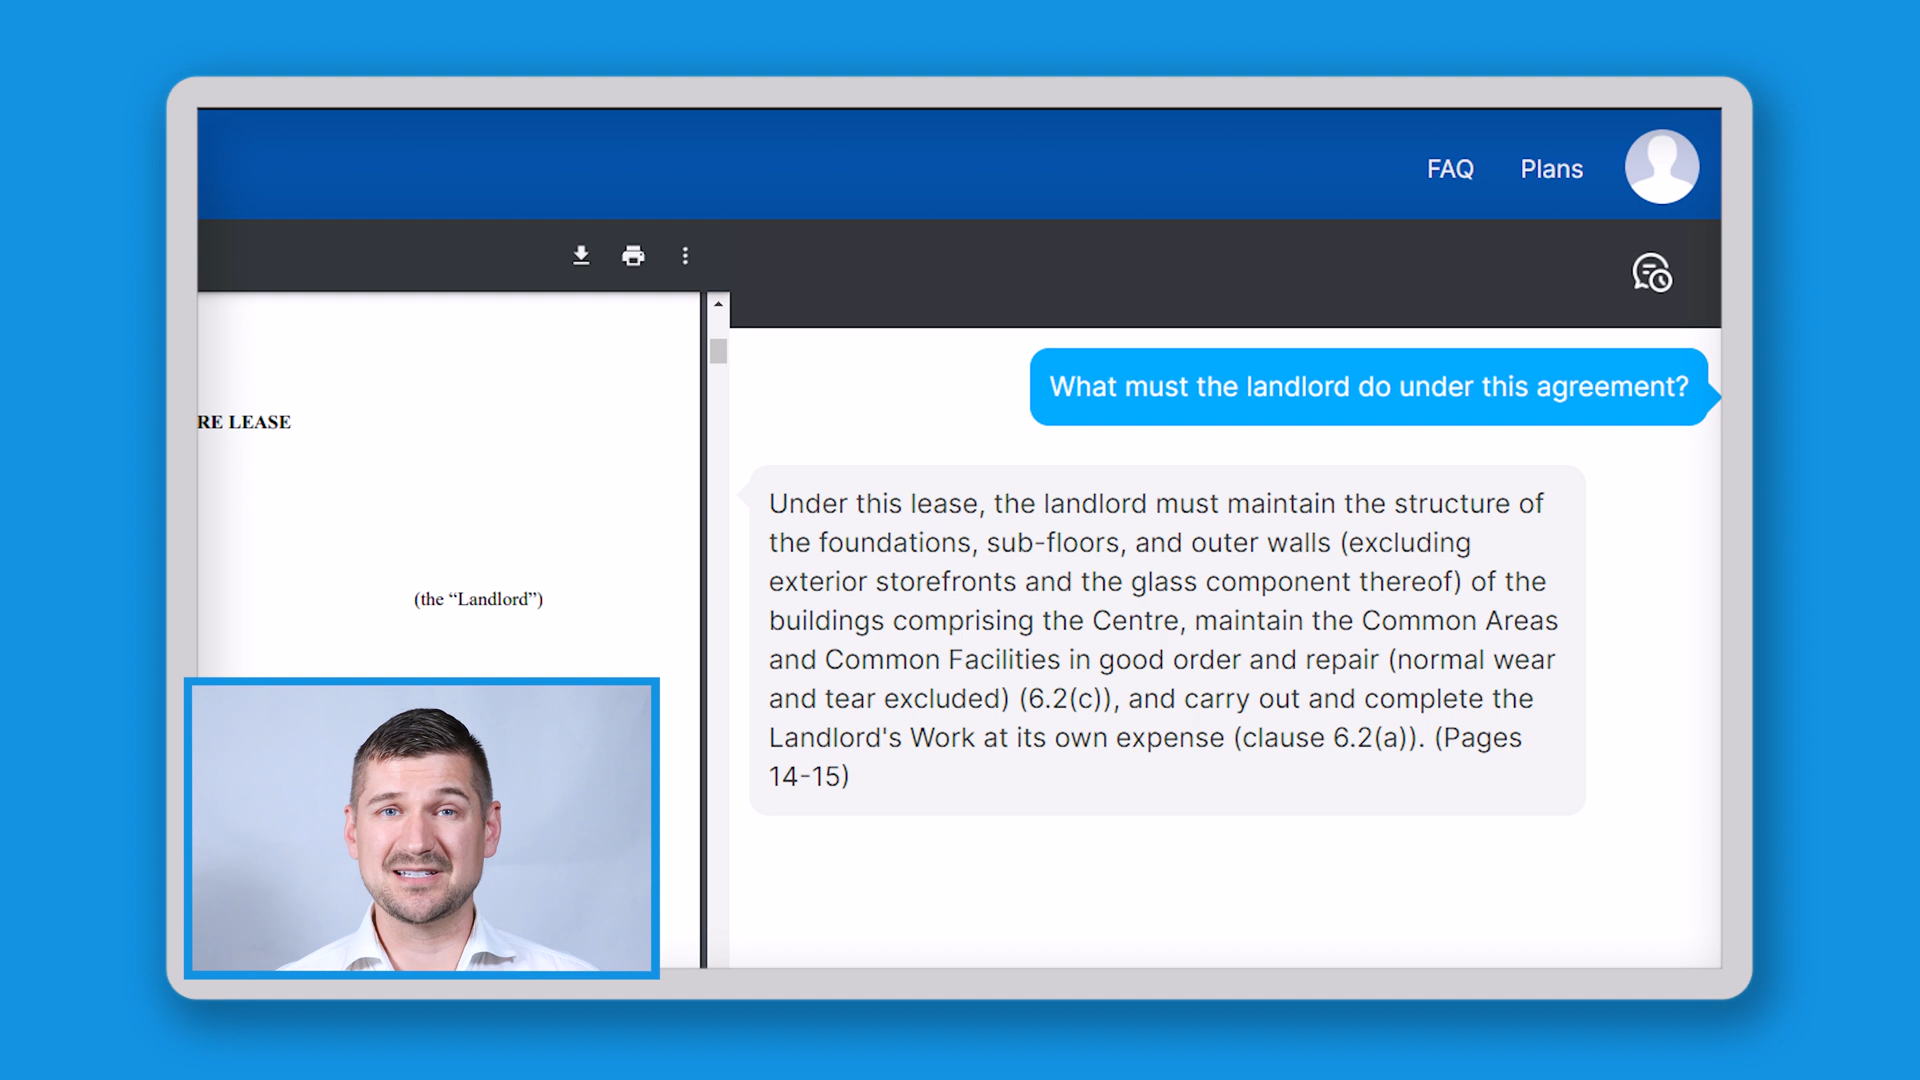 FAQ
Plans
RE LEASE
(the “Landlord”)
What must the landlord do under this agreement?
Under this lease, the landlord must maintain the structure of
the foundations, sub-floors, and outer walls (excluding
exterior storefronts and the glass component thereof) of the
buildings comprising the Centre, maintain the Common Areas
and Common Facilities in good order and repair (normal wear
and tear excluded) (6.2(c)), and carry out and complete the
Landlord's Work at its own expense (clause 6.2(a)). (Pages
14-15)